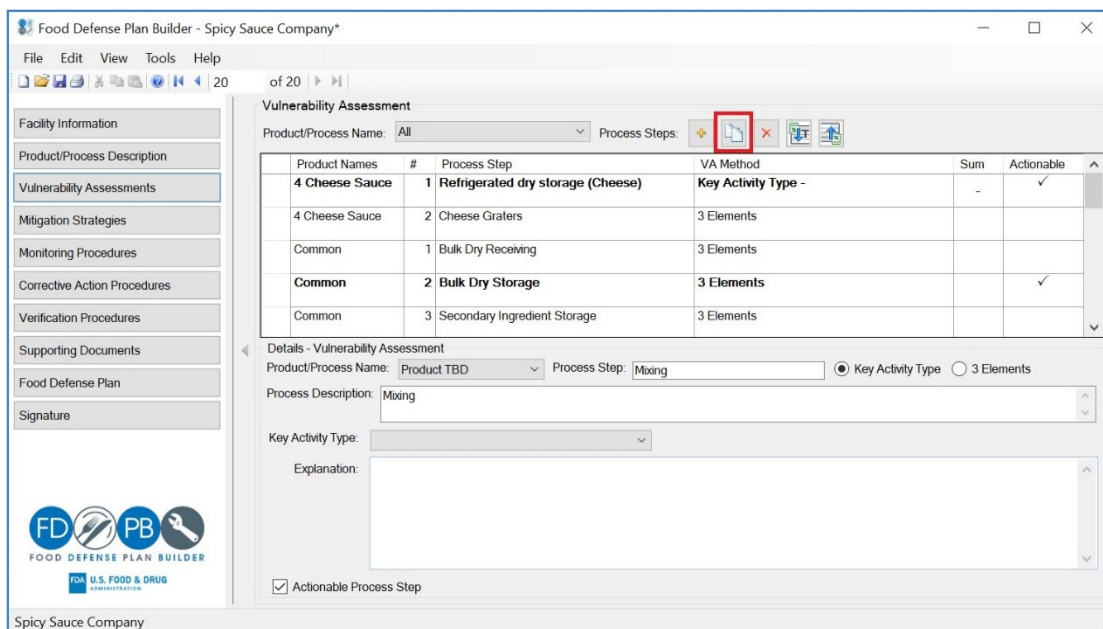 Food Defense Plan Builder - Spicy Sauce Company*
File Edit View Tools Help
20 of 20
Facility Information
Product/Process Description
Vulnerability Assessments
Mitigation Strategies
Monitoring Procedures
Corrective Action Procedures
Verification Procedures
Supporting Documents
Food Defense Plan
Signature
FD PB
FOOD DEFENSE PLAN BUILDER
FDA U.S. FOOD & DRUG
ADMINISTRATION
Vulnerability Assessment
Product/Process Name: All Process Steps:
Product Names # Process Step VA Method Sum Actionable
4 Cheese Sauce 1 Refrigerated dry storage (Cheese) Key Activity Type - - ✓
4 Cheese Sauce 2 Cheese Graters 3 Elements
Common 1 Bulk Dry Receiving 3 Elements
Common 2 Bulk Dry Storage 3 Elements ✓
Common 3 Secondary Ingredient Storage 3 Elements
Details - Vulnerability Assessment
Product/Process Name: Product TBD Process Step: Mixing Key Activity Type 3 Elements
Process Description: Mixing
Key Activity Type:
Explanation:
Actionable Process Step
Spicy Sauce Company